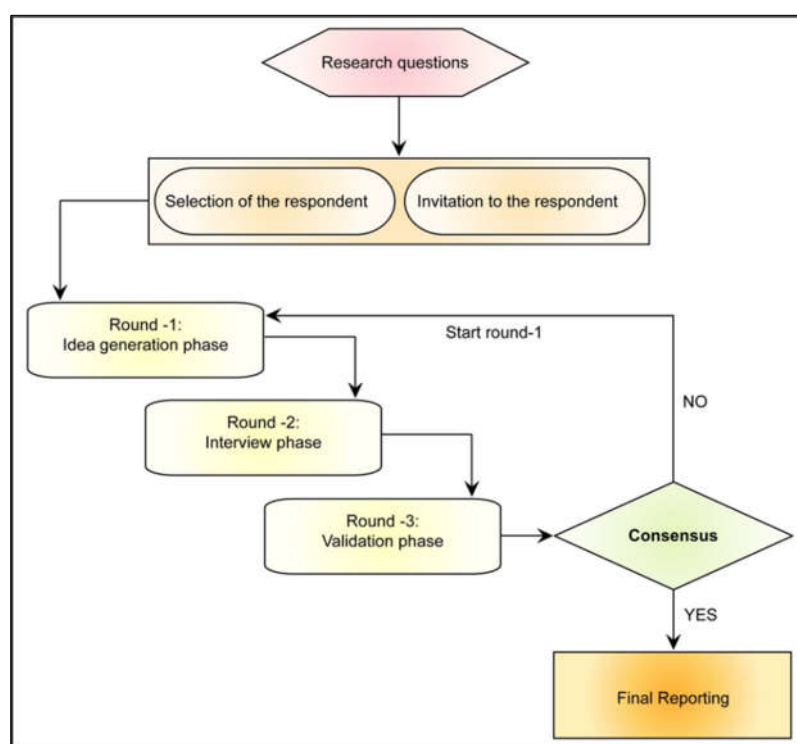 Research questions
Selection of the respondent
Invitation to the respondent
Round -1:
Idea generation phase
Start round-1
NO
Round -2:
Interview phase
Round -3:
Validation phase
Consensus
YES
Final Reporting